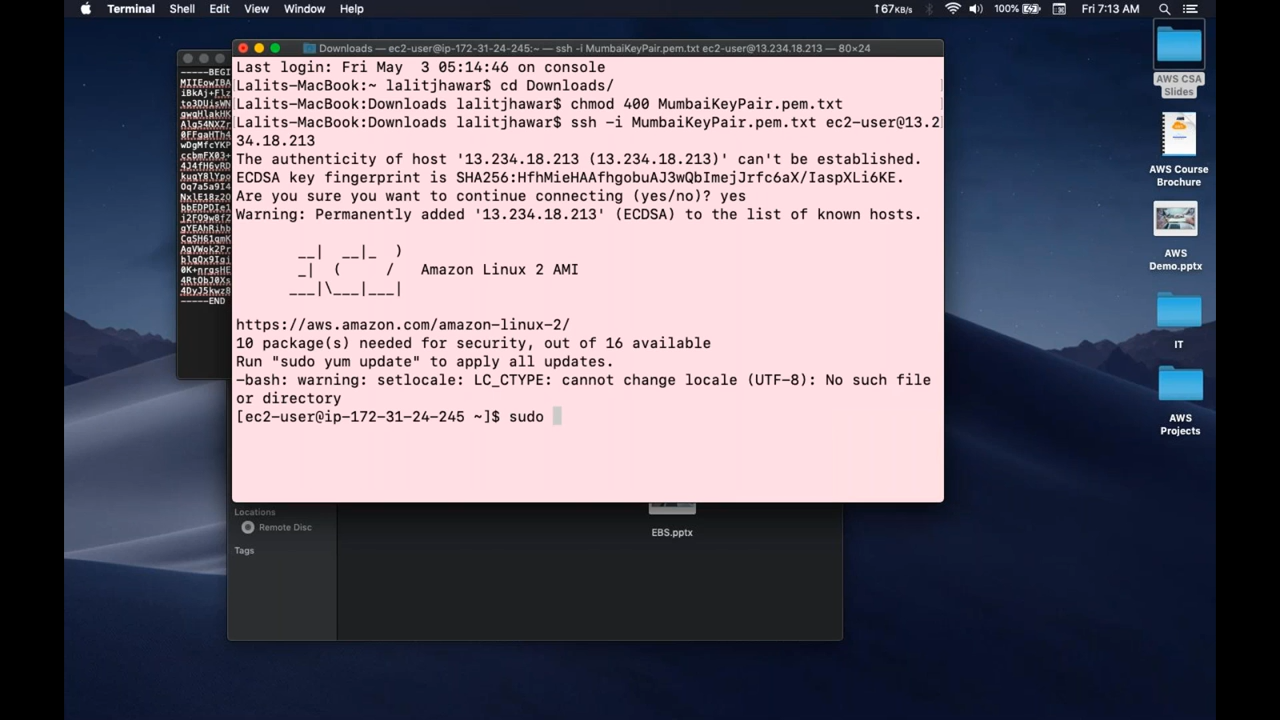 Terminal Shell Edit View Window Help
↑67KB/s 100% Fri 7:13 AM
Downloads — ec2-user@ip-172-31-24-245:~ — ssh -i MumbaiKeyPair.pem.txt ec2-user@13.234.18.213 — 80×24
Last login: Fri May  3 05:14:46 on console
Lalits-MacBook:~ lalitjhawar$ cd Downloads/
Lalits-MacBook:Downloads lalitjhawar$ chmod 400 MumbaiKeyPair.pem.txt
Lalits-MacBook:Downloads lalitjhawar$ ssh -i MumbaiKeyPair.pem.txt ec2-user@13.2
34.18.213
The authenticity of host '13.234.18.213 (13.234.18.213)' can't be established.
ECDSA key fingerprint is SHA256:HfhMieHAAfhgobuAJ3wQbImejJrfc6aX/IaspXLi6KE.
Are you sure you want to continue connecting (yes/no)? yes
Warning: Permanently added '13.234.18.213' (ECDSA) to the list of known hosts.
       __|  __|_  )
       _|  (     /   Amazon Linux 2 AMI
      ___|\___|___|
https://aws.amazon.com/amazon-linux-2/
10 package(s) needed for security, out of 16 available
Run "sudo yum update" to apply all updates.
-bash: warning: setlocale: LC_CTYPE: cannot change locale (UTF-8): No such file
or directory
[ec2-user@ip-172-31-24-245 ~]$ sudo
-----BEGI
-----END
Locations
Remote Disc
Tags
EBS.pptx
AWS CSA
Slides
AWS Course
Brochure
AWS
Demo.pptx
IT
AWS
Projects